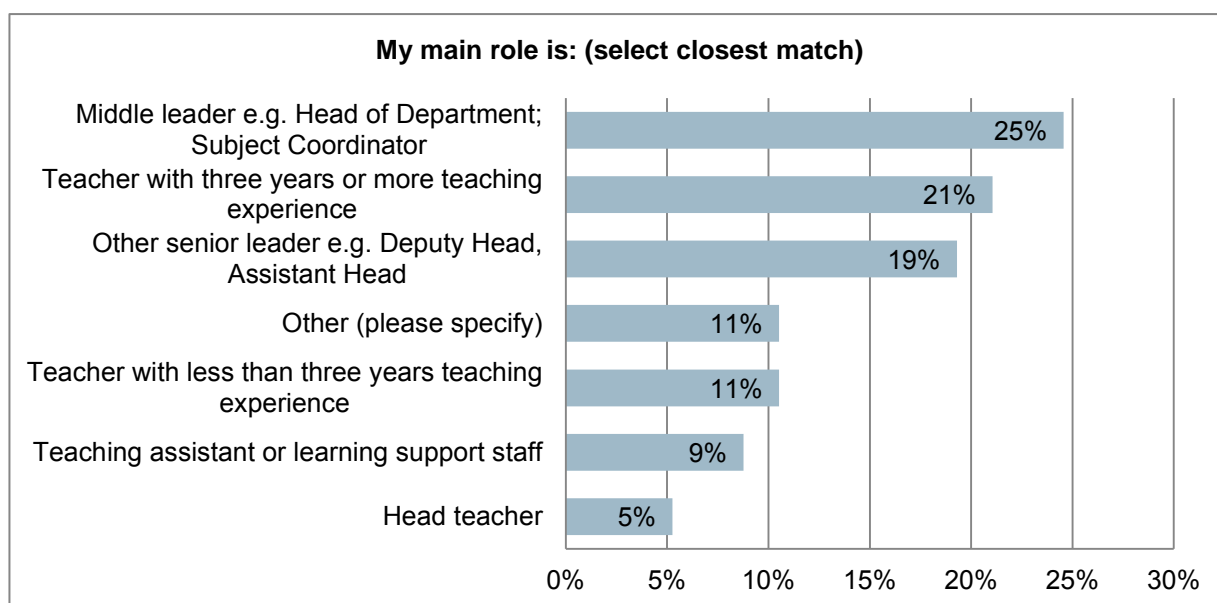 My main role is: (select closest match)
Middle leader e.g. Head of Department;
Subject Coordinator
25%
Teacher with three years or more teaching
experience
21%
Other senior leader e.g. Deputy Head,
Assistant Head
19%
Other (please specify)
11%
Teacher with less than three years teaching
experience
11%
Teaching assistant or learning support staff
9%
Head teacher
5%
0% 5% 10% 15% 20% 25% 30%